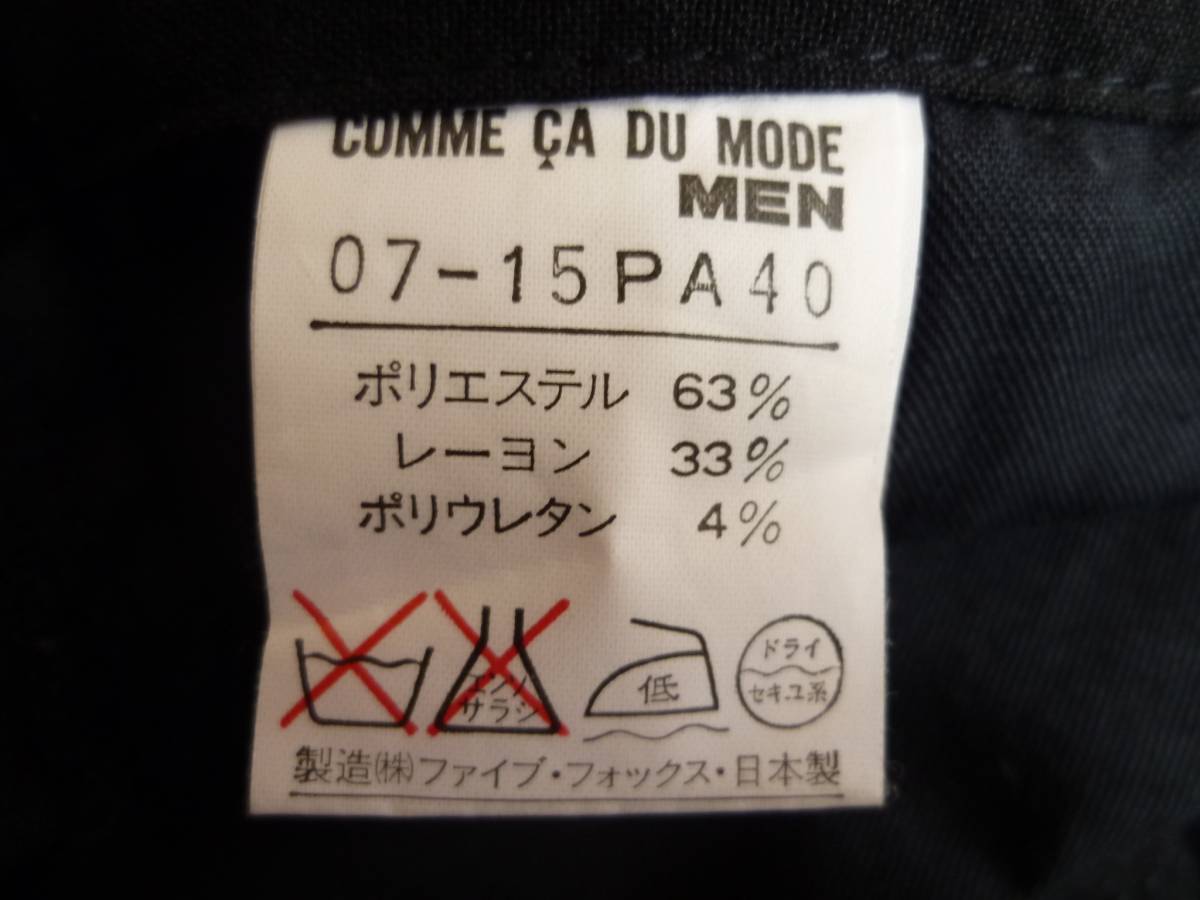 COMME ÇA DU MODE
MEN
07-15PA40
ポリエステル 63%
レーヨン 33%
ポリウレタン 4%
エンソ
サラシ
低
ドライ
セキユ系
製造(株)ファイブ・フォックス・日本製